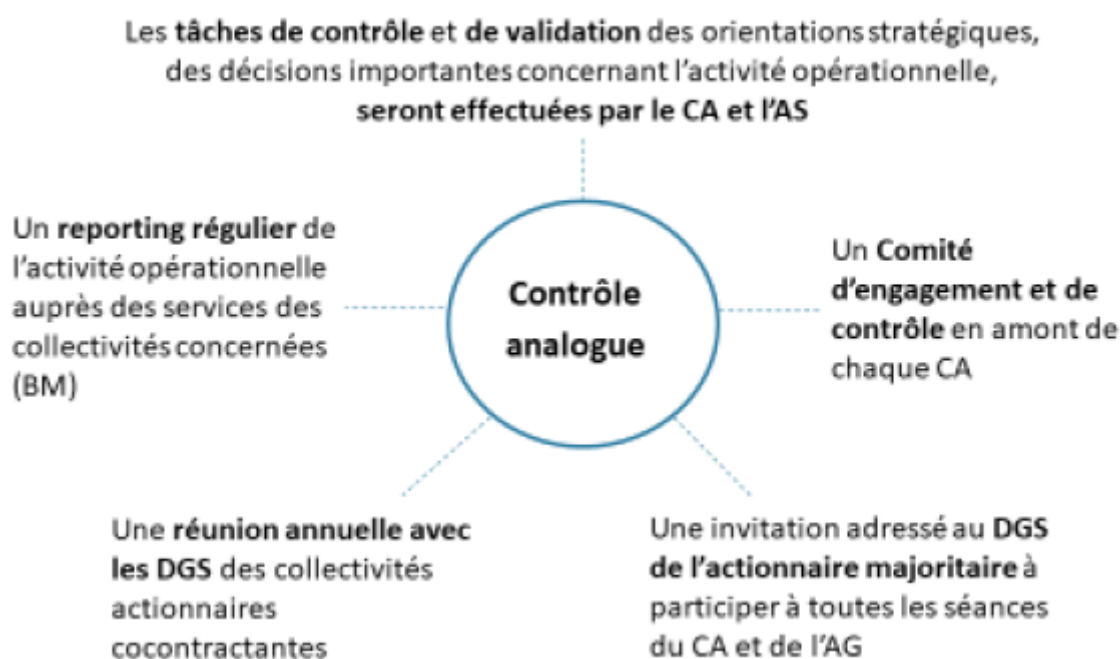 Les tâches de contrôle et de validation des orientations stratégiques,
des décisions importantes concernant l'activité opérationnelle,
seront effectuées par le CA et l'AS
Un reporting régulier de
l'activité opérationnelle
auprès des services des
collectivités concernées
(BM)
Contrôle
analogue
Un Comité
d'engagement et de
contrôle en amont de
chaque CA
Une réunion annuelle avec
les DGS des collectivités
actionnaires
cocontractantes
Une invitation adressé au DGS
de l'actionnaire majoritaire à
participer à toutes les séances
du CA et de l'AG